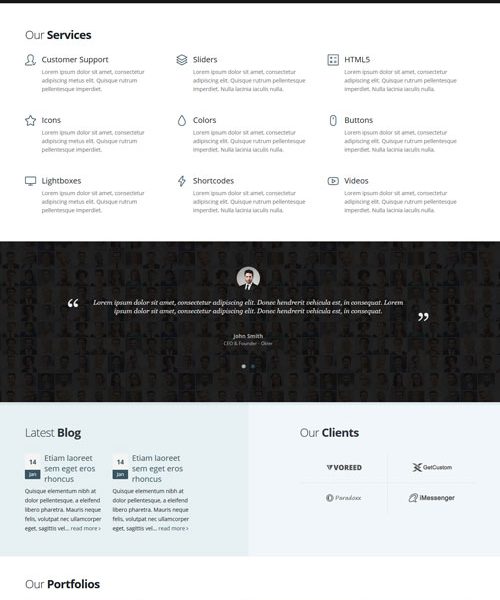 Our Services
Customer Support
Lorem ipsum dolor sit amet, consectetur
adipiscing metus elit. Quisque rutrum
pellentesque imperdiet.
Sliders
Lorem ipsum dolor sit amet, consectetur
adipiscing elit. Quisque rutrum pellentesque
imperdiet. Nulla lacinia iaculis nulla.
HTML5
Lorem ipsum dolor sit amet, consectetur
adipiscing elit. Quisque rutrum pellentesque
imperdiet. Nulla lacinia iaculis nulla.
Icons
Lorem ipsum dolor sit amet, consectetur
adipiscing metus elit. Quisque rutrum
pellentesque imperdiet.
Colors
Lorem ipsum dolor sit amet, consectetur
adipiscing elit. Quisque rutrum pellentesque
imperdiet. Nulla lacinia iaculis nulla.
Buttons
Lorem ipsum dolor sit amet, consectetur
adipiscing elit. Quisque rutrum pellentesque
imperdiet. Nulla lacinia iaculis nulla.
Lightboxes
Lorem ipsum dolor sit amet, consectetur
adipiscing metus elit. Quisque rutrum
pellentesque imperdiet.
Shortcodes
Lorem ipsum dolor sit amet, consectetur
adipiscing elit. Quisque rutrum pellentesque
imperdiet. Nulla lacinia iaculis nulla.
Videos
Lorem ipsum dolor sit amet, consectetur
adipiscing elit. Quisque rutrum pellentesque
imperdiet. Nulla lacinia iaculis nulla.
“ Lorem ipsum dolor sit amet, consectetur adipiscing elit. Donec hendrerit vehicula est, in consequat. Lorem
ipsum dolor sit amet, consectetur adipiscing elit. Donec hendrerit vehicula est, in consequat. ”
John Smith
CEO & Founder - Okler
Latest Blog
14
Jan
Etiam laoreet
sem eget eros
rhoncus
Quisque elementum nibh at
dolor pellentesque, a eleifend
libero pharetra. Mauris neque
felis, volutpat nec ullamcorper
eget, sagittis vel... read more >
14
Jan
Etiam laoreet
sem eget eros
rhoncus
Quisque elementum nibh at
dolor pellentesque, a eleifend
libero pharetra. Mauris neque
felis, volutpat nec ullamcorper
eget, sagittis vel... read more >
Our Clients
VOREED
GetCustom
Paradoxx
iMessenger
Our Portfolios